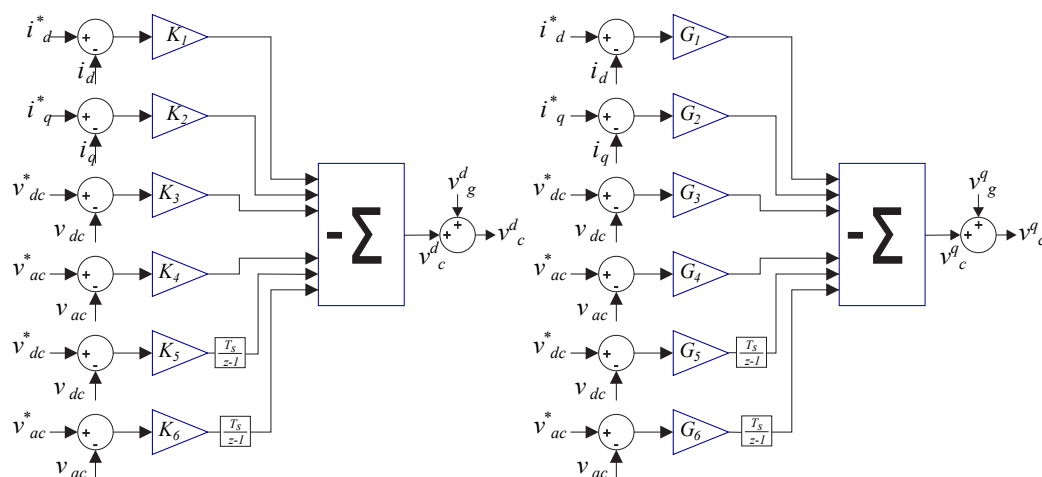 i*d + - K1 i*d + - G1
id id
i*q + - K2 i*q + - G2
iq iq
v*dc + - K3 v*dc + - G3
vdc vdc
-Σ vdg + + vdc vdc
-Σ vqg + + vqc vqc
v*ac + - K4 v*ac + - G4
vac vac
v*dc + - K5 Ts z-1 v*dc + - G5 Ts z-1
vdc vdc
v*ac + - K6 Ts z-1 v*ac + - G6 Ts z-1
vac vac